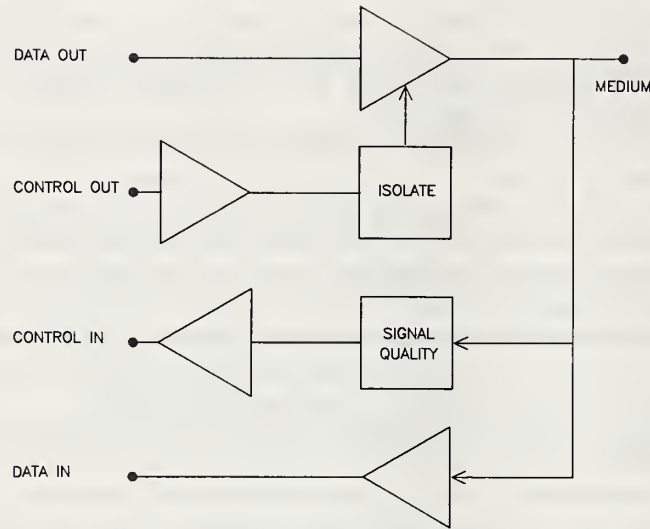 DATA OUT
MEDIUM
CONTROL OUT
ISOLATE
CONTROL IN
SIGNAL
QUALITY
DATA IN